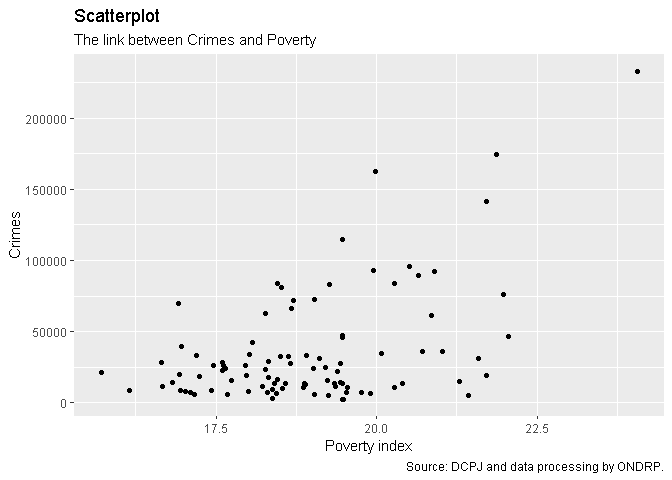 Scatterplot
The link between Crimes and Poverty
200000
150000
100000
50000
0
Crimes
17.5
20.0
22.5
Poverty index
Source: DCPJ and data processing by ONDRP.